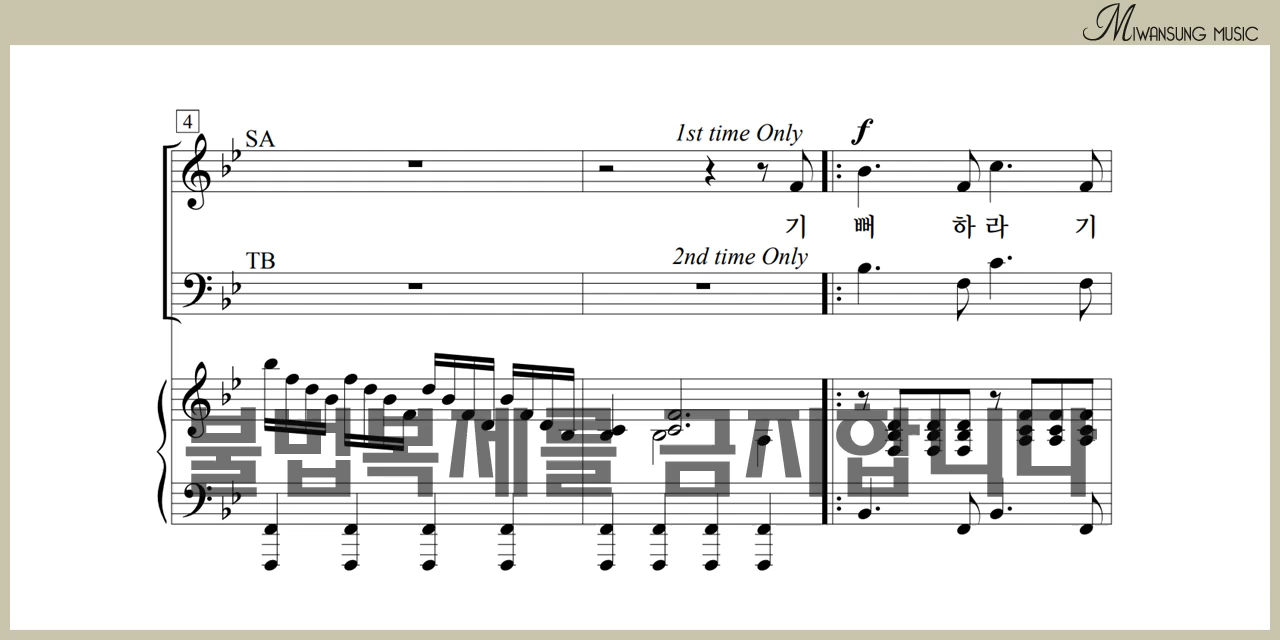 MIWANSUNG MUSIC
4
SA
1st time Only
f
기 뻐 하 라 기
TB
2nd time Only
불법복제를 금지합니다